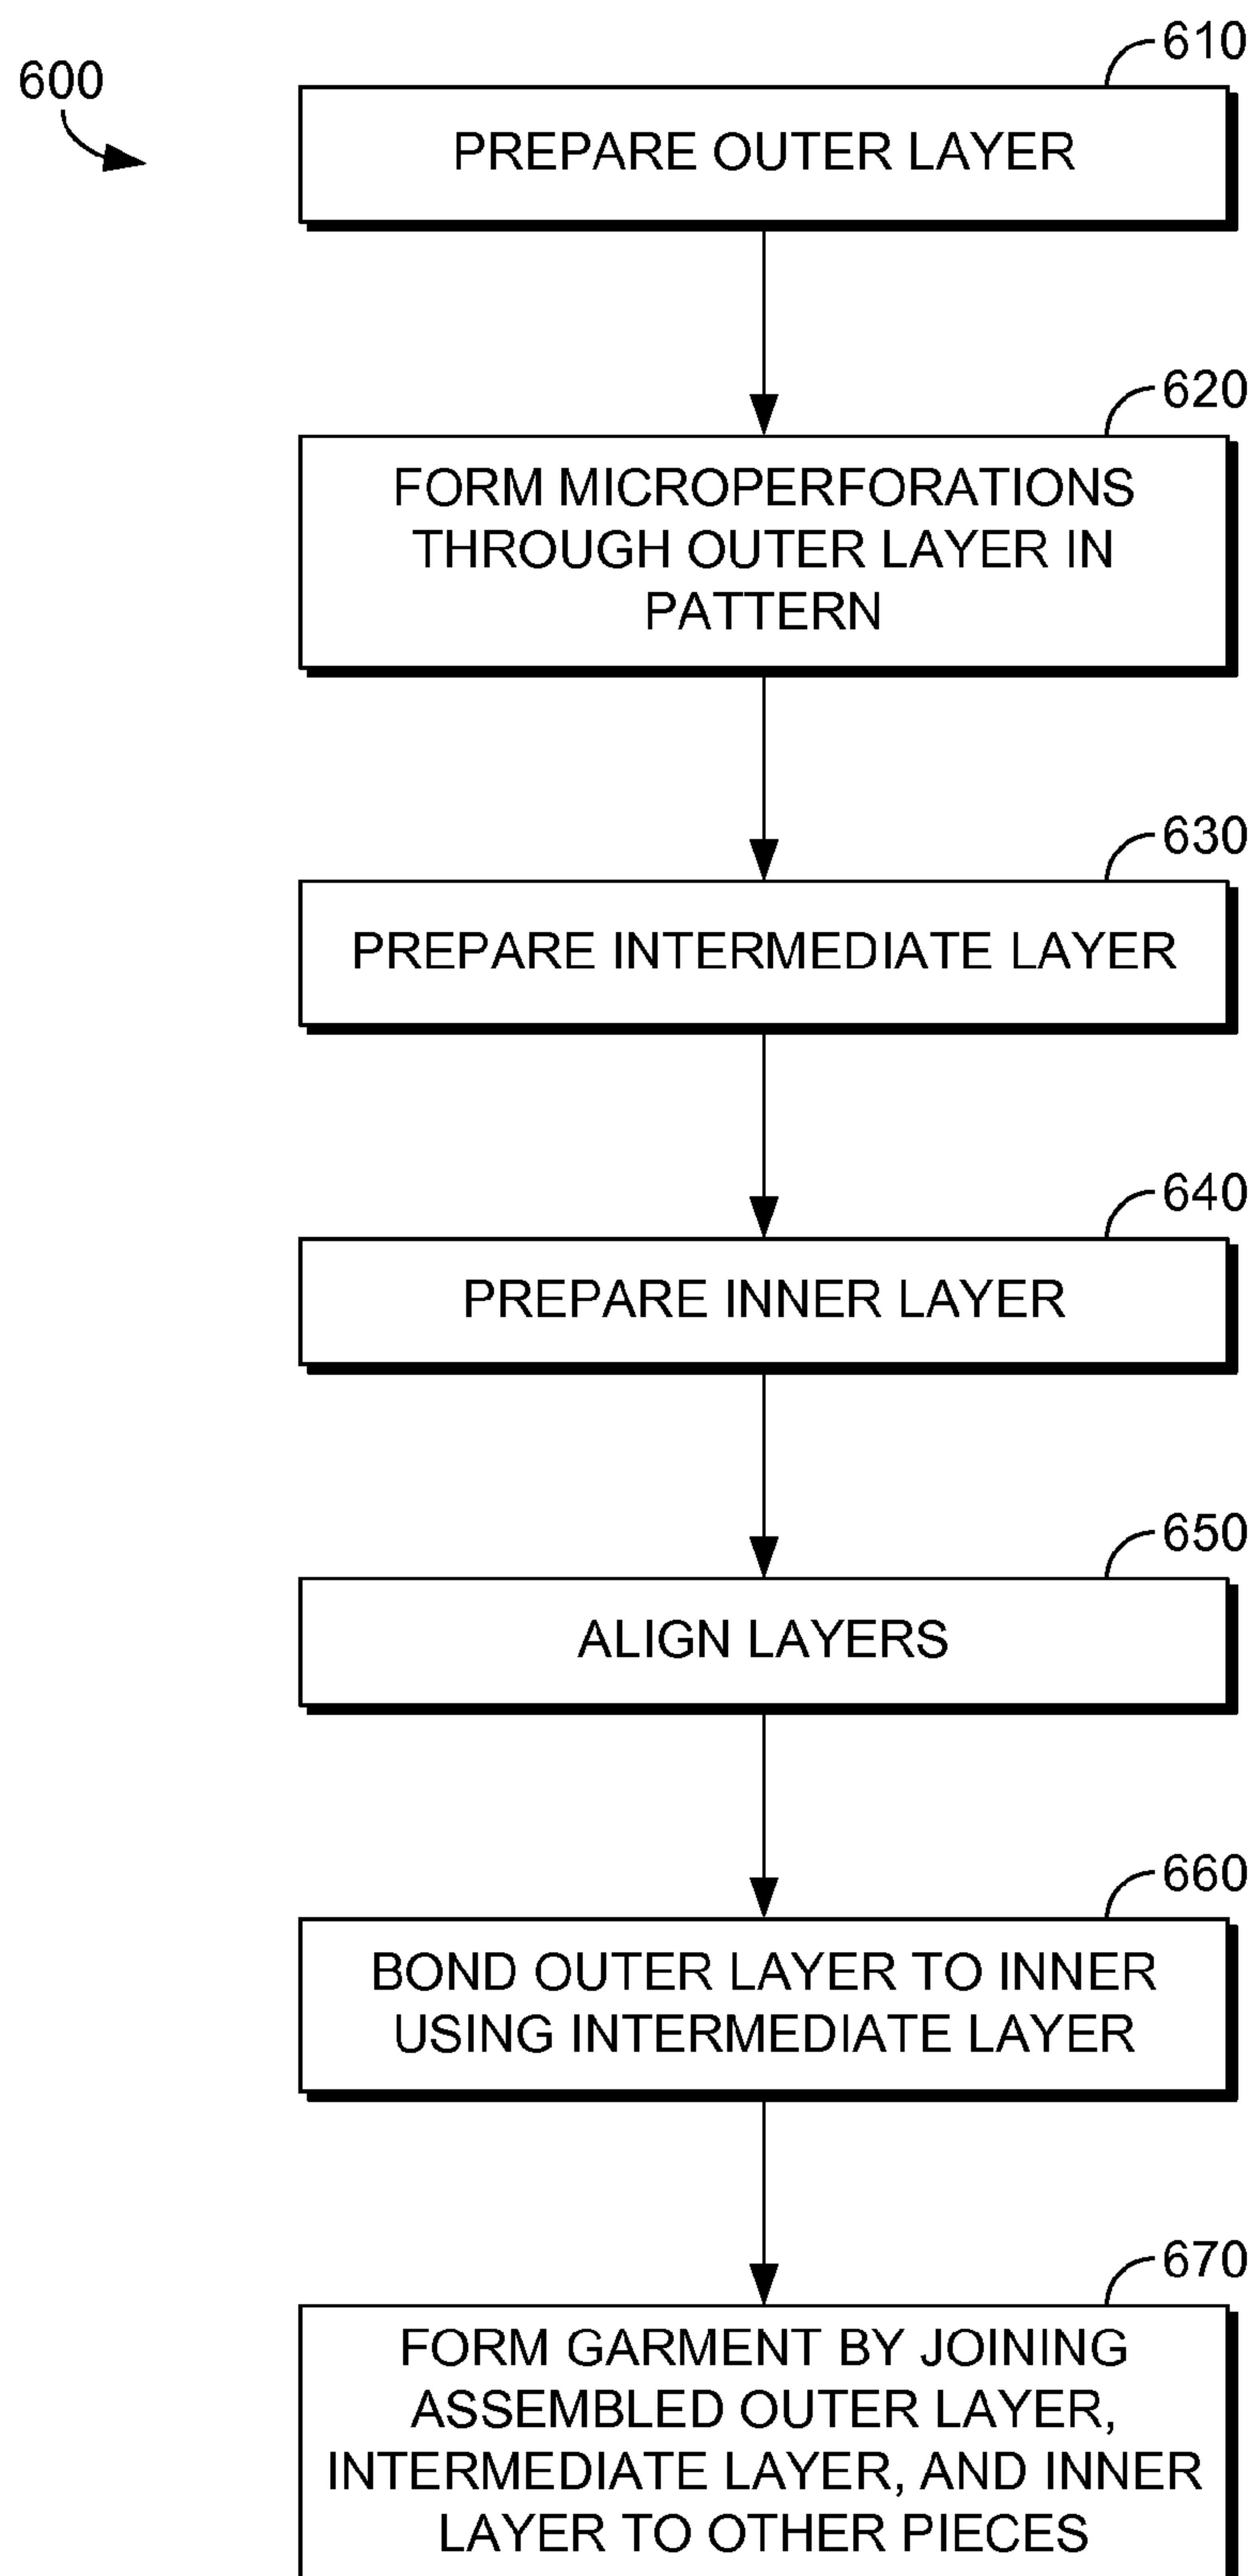 600
610
PREPARE OUTER LAYER
620
FORM MICROPERFORATIONS
THROUGH OUTER LAYER IN
PATTERN
630
PREPARE INTERMEDIATE LAYER
640
PREPARE INNER LAYER
650
ALIGN LAYERS
660
BOND OUTER LAYER TO INNER
USING INTERMEDIATE LAYER
670
FORM GARMENT BY JOINING
ASSEMBLED OUTER LAYER,
INTERMEDIATE LAYER, AND INNER
LAYER TO OTHER PIECES